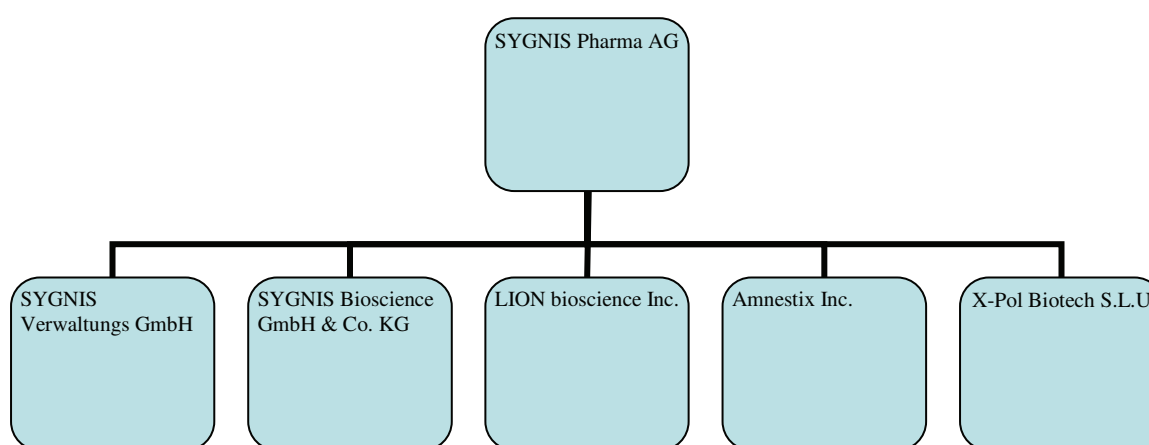 SYGNIS Pharma AG
SYGNIS
Verwaltungs GmbH
SYGNIS Bioscience
GmbH & Co. KG
LION bioscience Inc.
Amnestix Inc.
X-Pol Biotech S.L.U